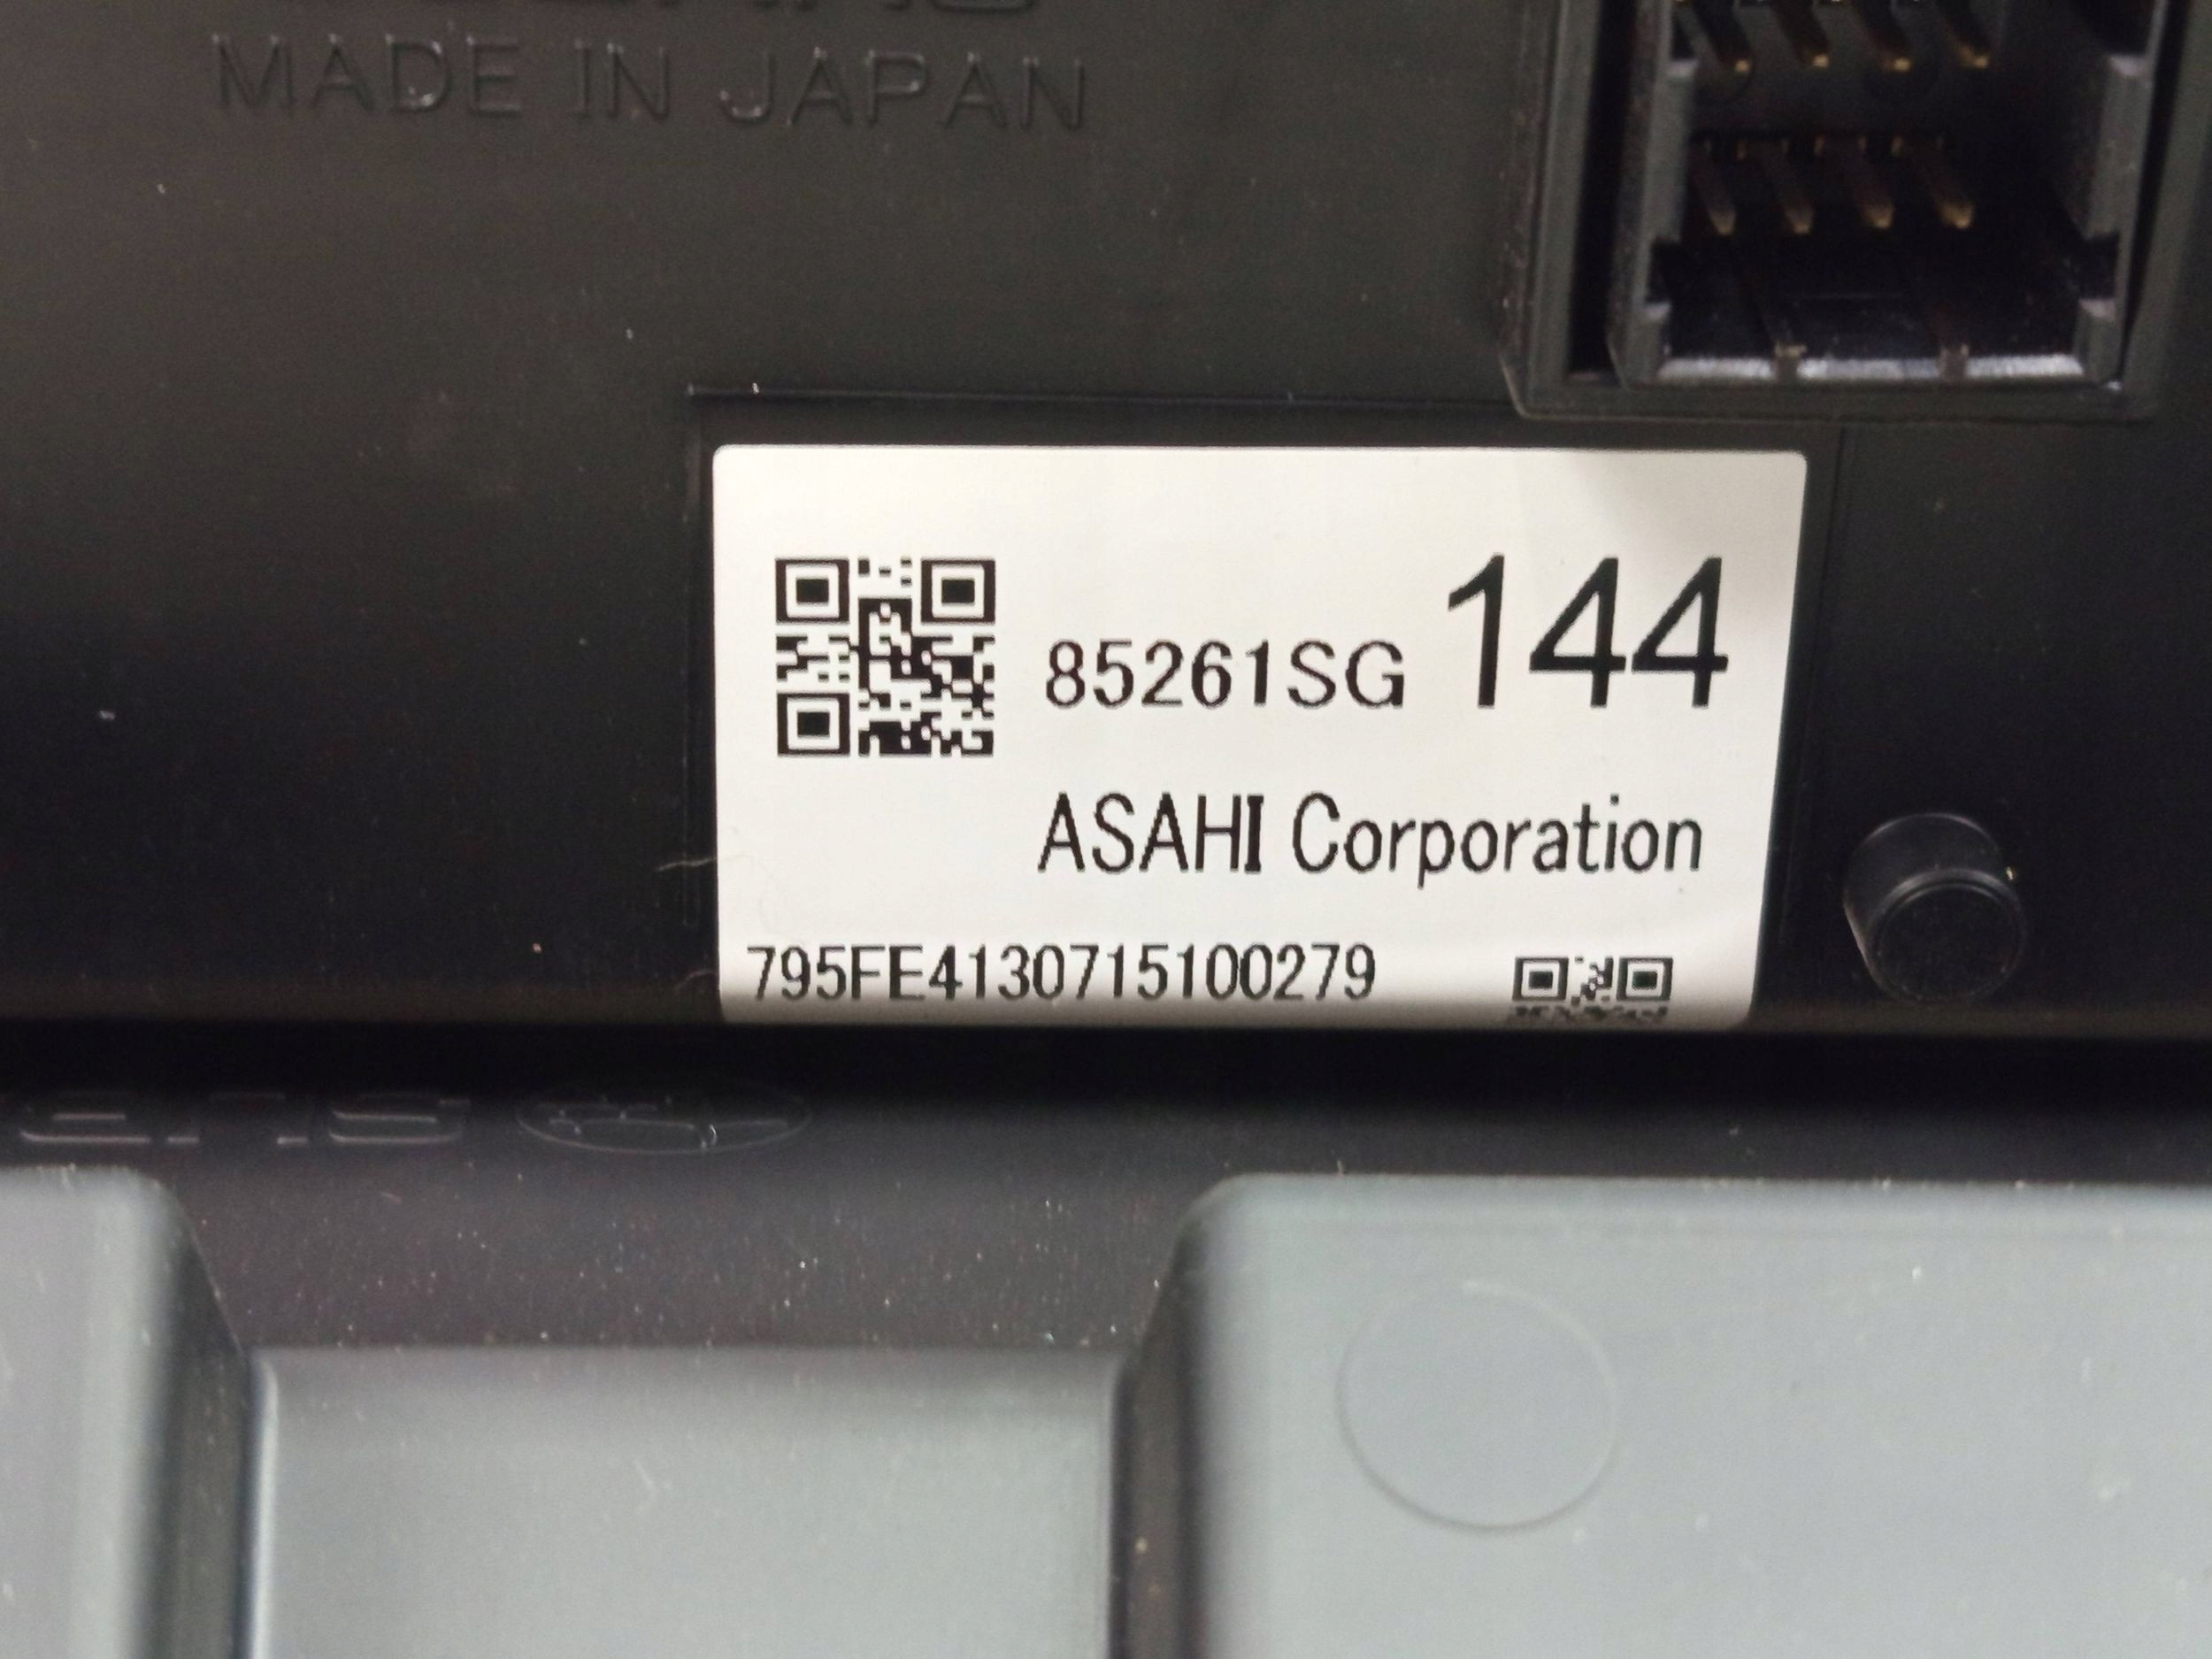 MADE IN JAPAN
85261SG 144
ASAHI Corporation
795FE4130715100279